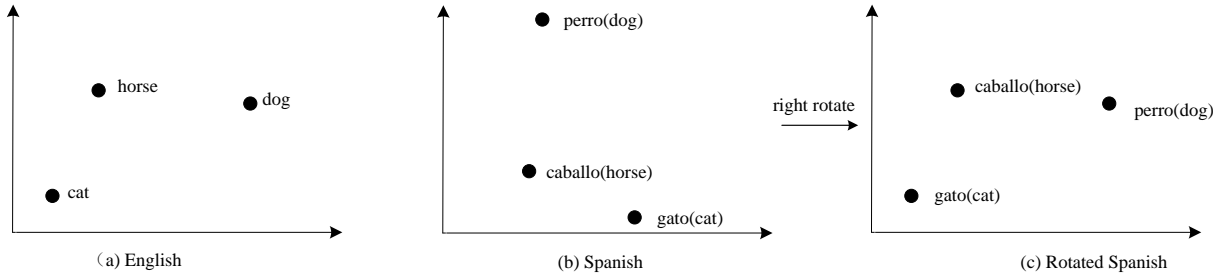 horse
dog
cat
（a) English
perro(dog)
caballo(horse)
gato(cat)
(b) Spanish
right rotate
caballo(horse)
perro(dog)
gato(cat)
(c) Rotated Spanish